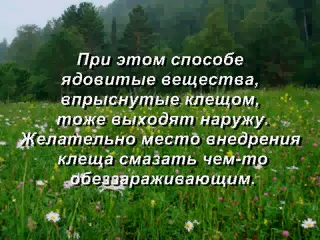 При этом способе
ядовитые вещества,
впрыснутые клещом,
тоже выходят наружу.
Желательно место внедрения
клеща смазать чем-то
обеззараживающим.